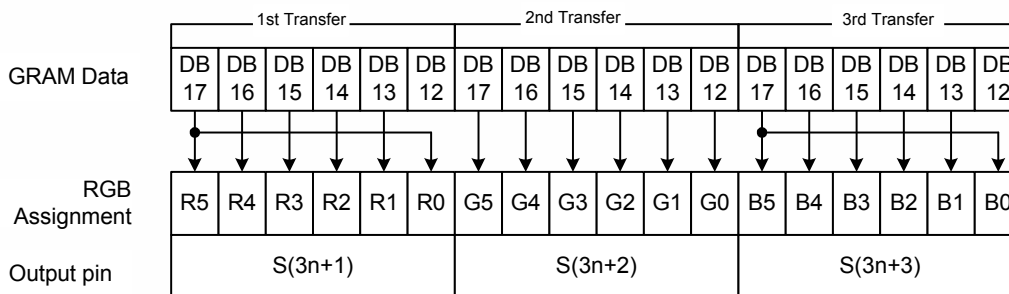 1st Transfer 2nd Transfer 3rd Transfer
GRAM Data
DB 17 DB 16 DB 15 DB 14 DB 13 DB 12 DB 17 DB 16 DB 15 DB 14 DB 13 DB 12 DB 17 DB 16 DB 15 DB 14 DB 13 DB 12
RGB Assignment
R5 R4 R3 R2 R1 R0 G5 G4 G3 G2 G1 G0 B5 B4 B3 B2 B1 B0
Output pin
S(3n+1) S(3n+2) S(3n+3)